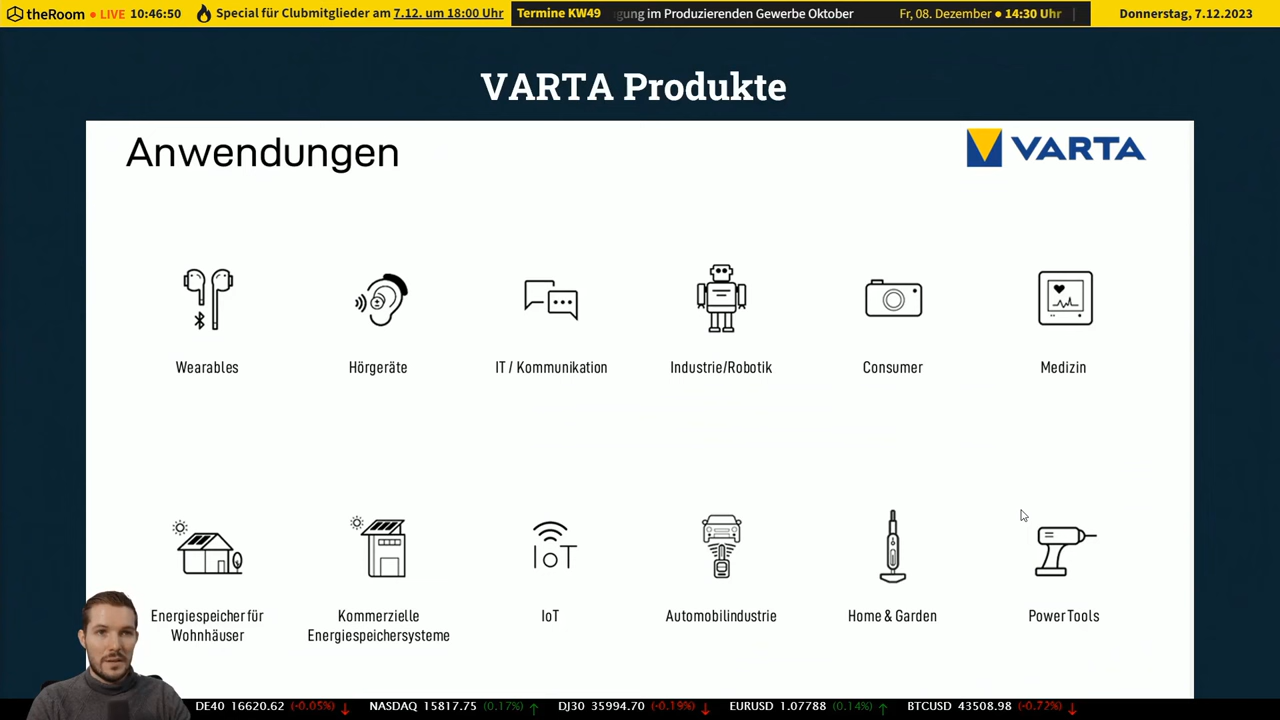 theRoom ● LIVE 10:46:50 Special für Clubmitglieder am 7.12. um 18:00 Uhr Termine KW49 gung im Produzierenden Gewerbe Oktober Fr, 08. Dezember ● 14:30 Uhr | Donnerstag, 7.12.2023
VARTA Produkte
Anwendungen
VARTA
Wearables Hörgeräte IT / Kommunikation Industrie/Robotik Consumer Medizin
IoT
Energiespeicher für Kommerzielle IoT Automobilindustrie Home & Garden Power Tools
Wohnhäuser Energiespeichersysteme
DE40 16620.62 (-0.05%) ↓ NASDAQ 15817.75 (0.17%) ↑ DJ30 35994.70 (-0.19%) ↓ EURUSD 1.07788 (0.14%) ↑ BTCUSD 43508.98 (-0.72%) ↓